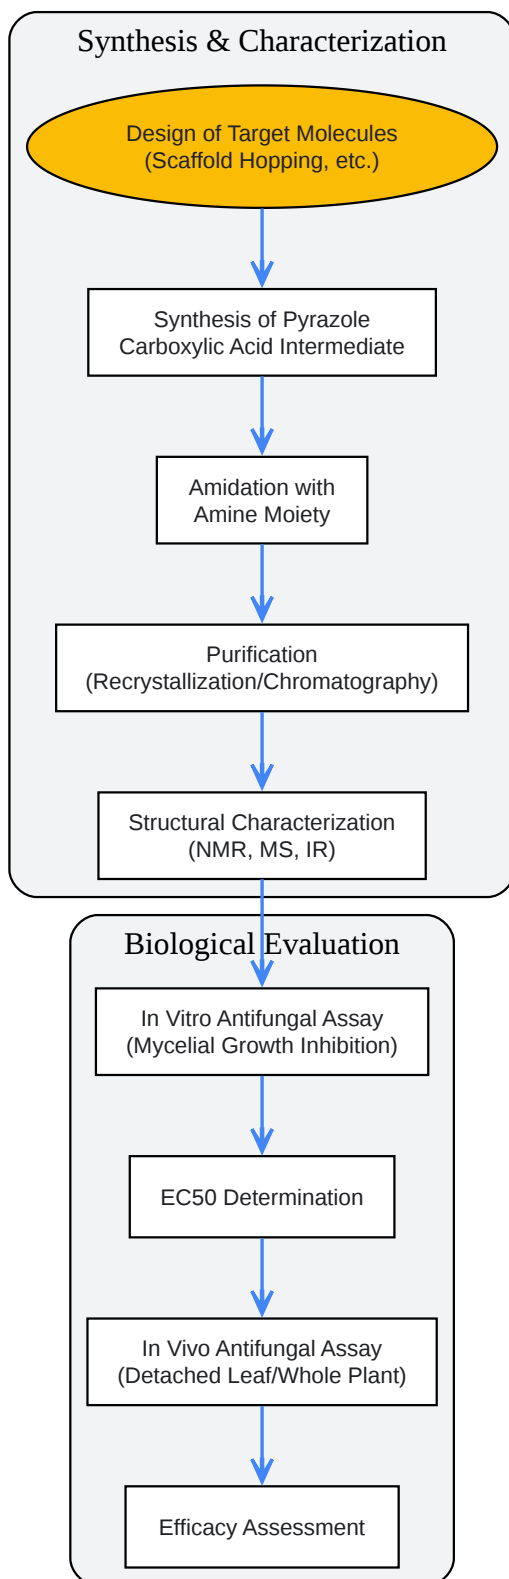 Synthesis & Characterization
Design of Target Molecules
(Scaffold Hopping, etc.)
Synthesis of Pyrazole
Carboxylic Acid Intermediate
Amidation with
Amine Moiety
Purification
(Recrystallization/Chromatography)
Structural Characterization
(NMR, MS, IR)
Biological Evaluation
In Vitro Antifungal Assay
(Mycelial Growth Inhibition)
EC50 Determination
In Vivo Antifungal Assay
(Detached Leaf/Whole Plant)
Efficacy Assessment